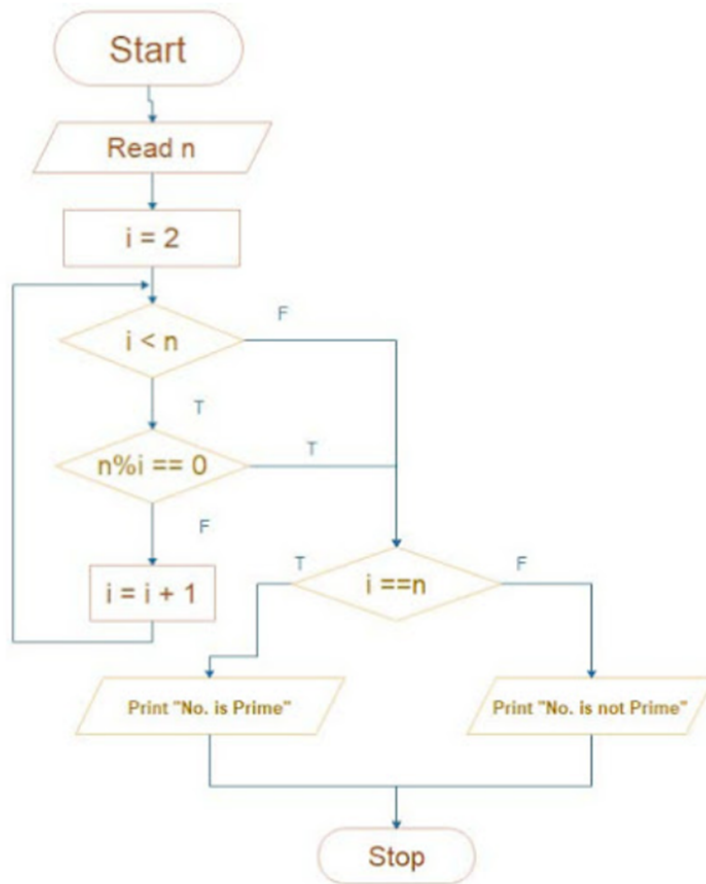 Start
Read n
i = 2
i < n
F
T
n%i == 0
T
F
i = i + 1
T
i ==n
F
Print "No. is Prime"
Print "No. is not Prime"
Stop